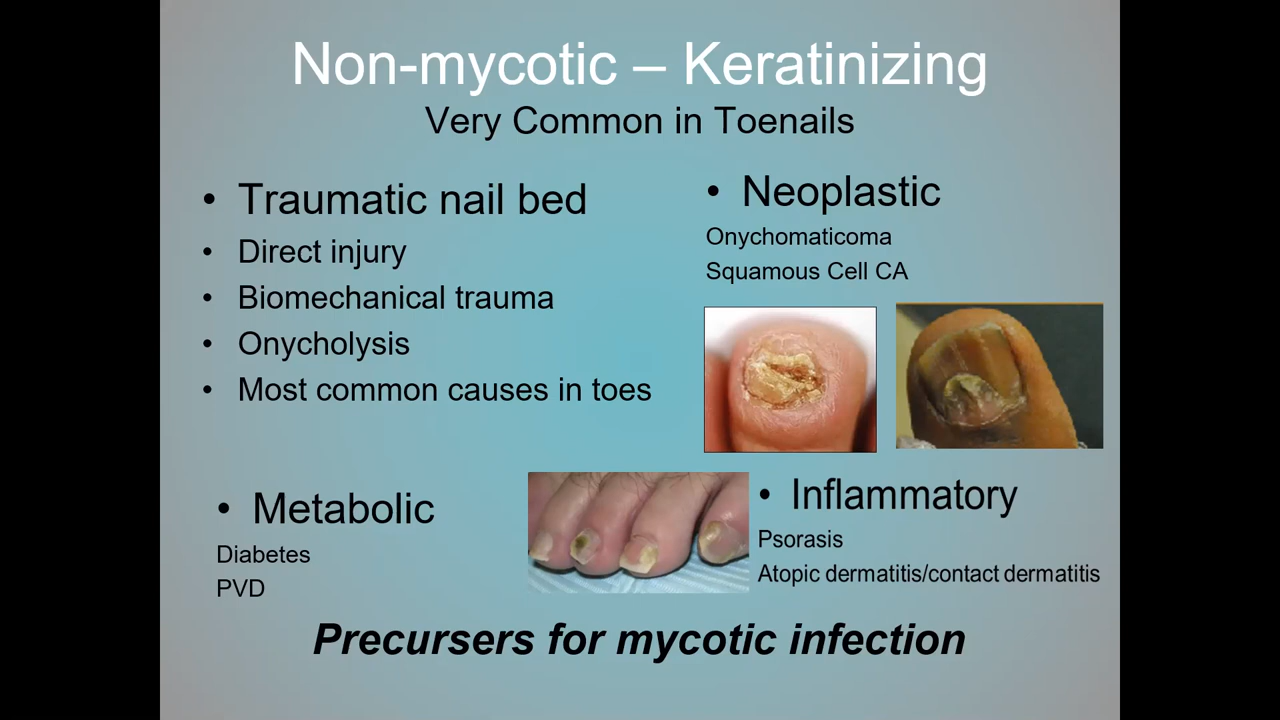 Non-mycotic – Keratinizing
Very Common in Toenails
• Traumatic nail bed
• Direct injury
• Biomechanical trauma
• Onycholysis
• Most common causes in toes
• Neoplastic
Onychomaticoma
Squamous Cell CA
• Metabolic
Diabetes
PVD
• Inflammatory
Psorasis
Atopic dermatitis/contact dermatitis
Precursers for mycotic infection